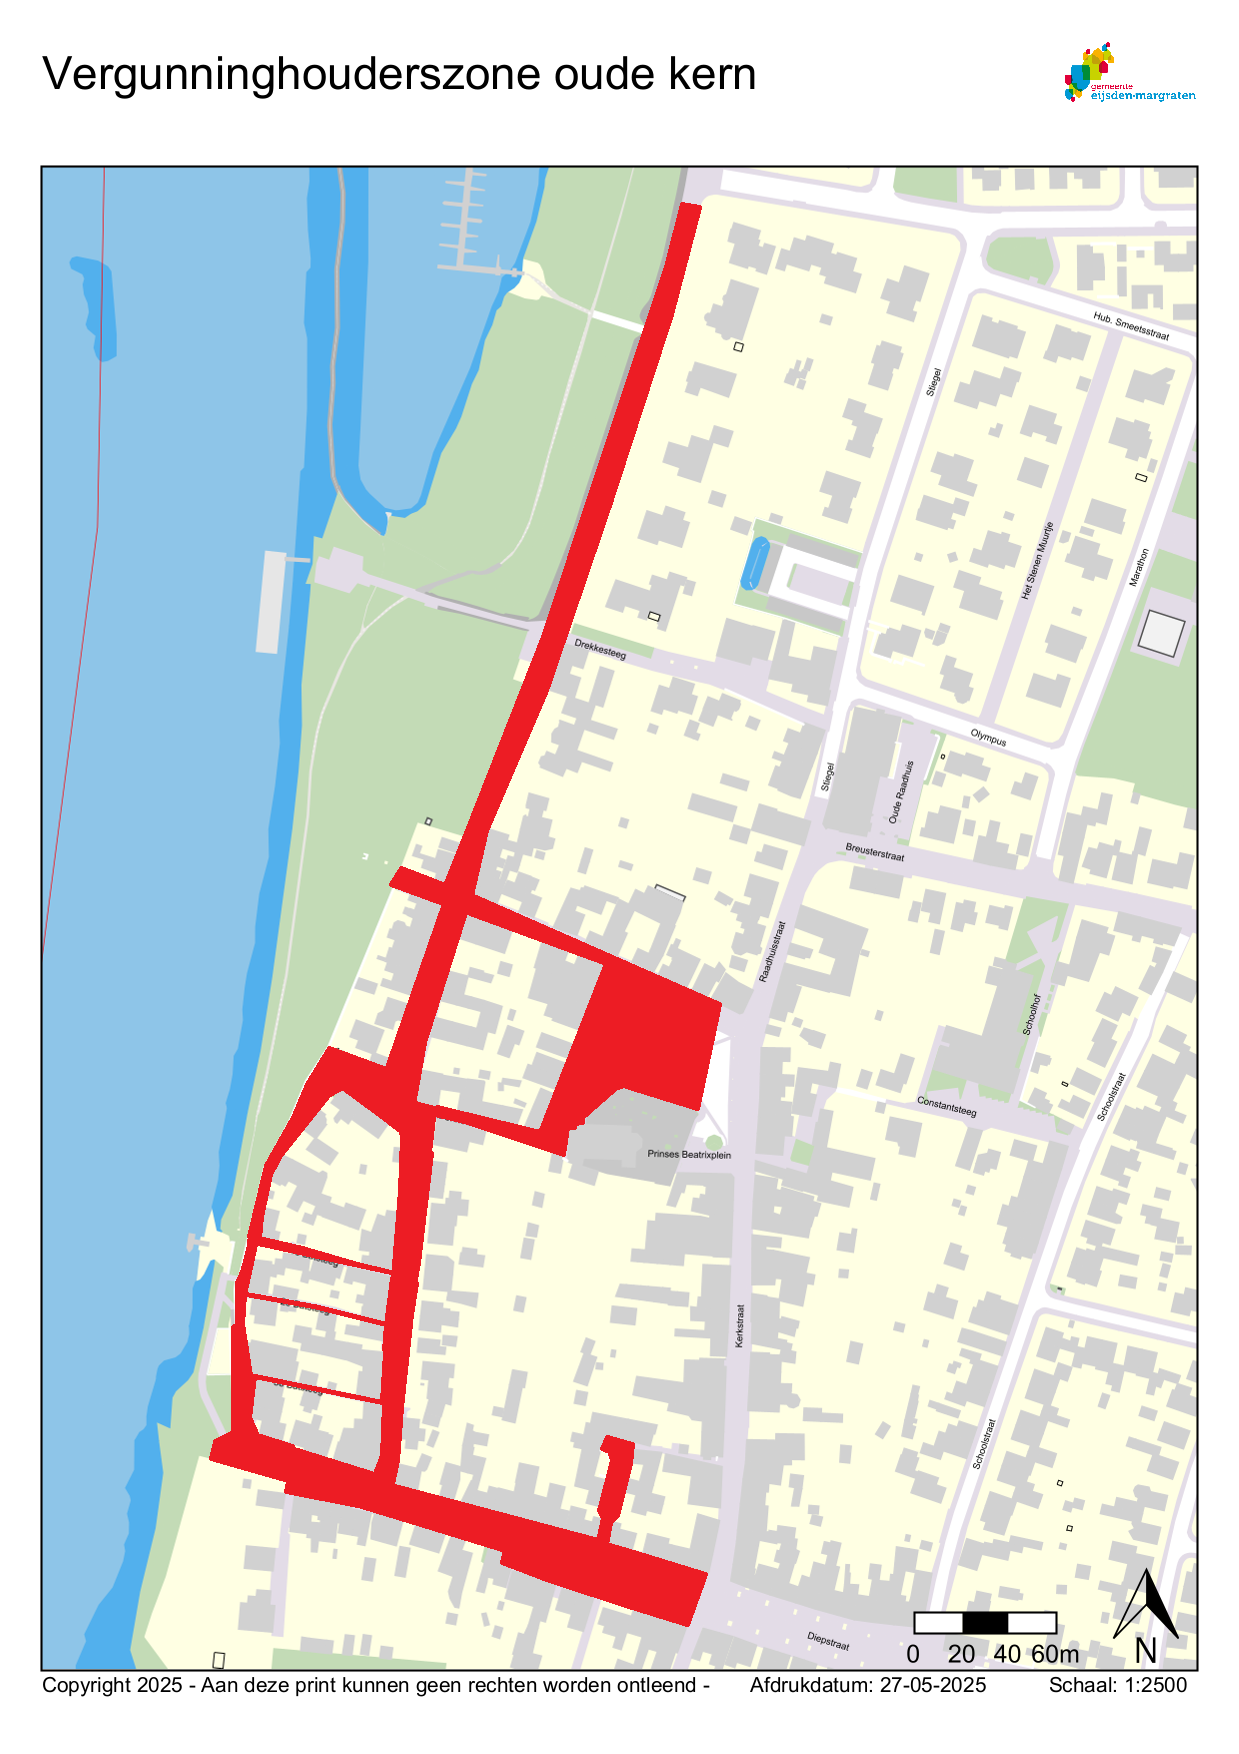 Vergunninghouderszone oude kern
gemeente
eijsden-margraten
Hub. Smeetsstraat
Stiegel
Het Stenen Muurtje
Marathon
Drekkesteeg
Olympus
Stiegel
Oude Raadhuis
Breusterstraat
Raadhuisstraat
Schoolhof
Schoolstraat
Constantsteeg
Prinses Beatrixplein
Kerkstraat
Schoolstraat
Diepstraat
0 20 40 60m
N
Copyright 2025 - Aan deze print kunnen geen rechten worden ontleend - Afdrukdatum: 27-05-2025 Schaal: 1:2500